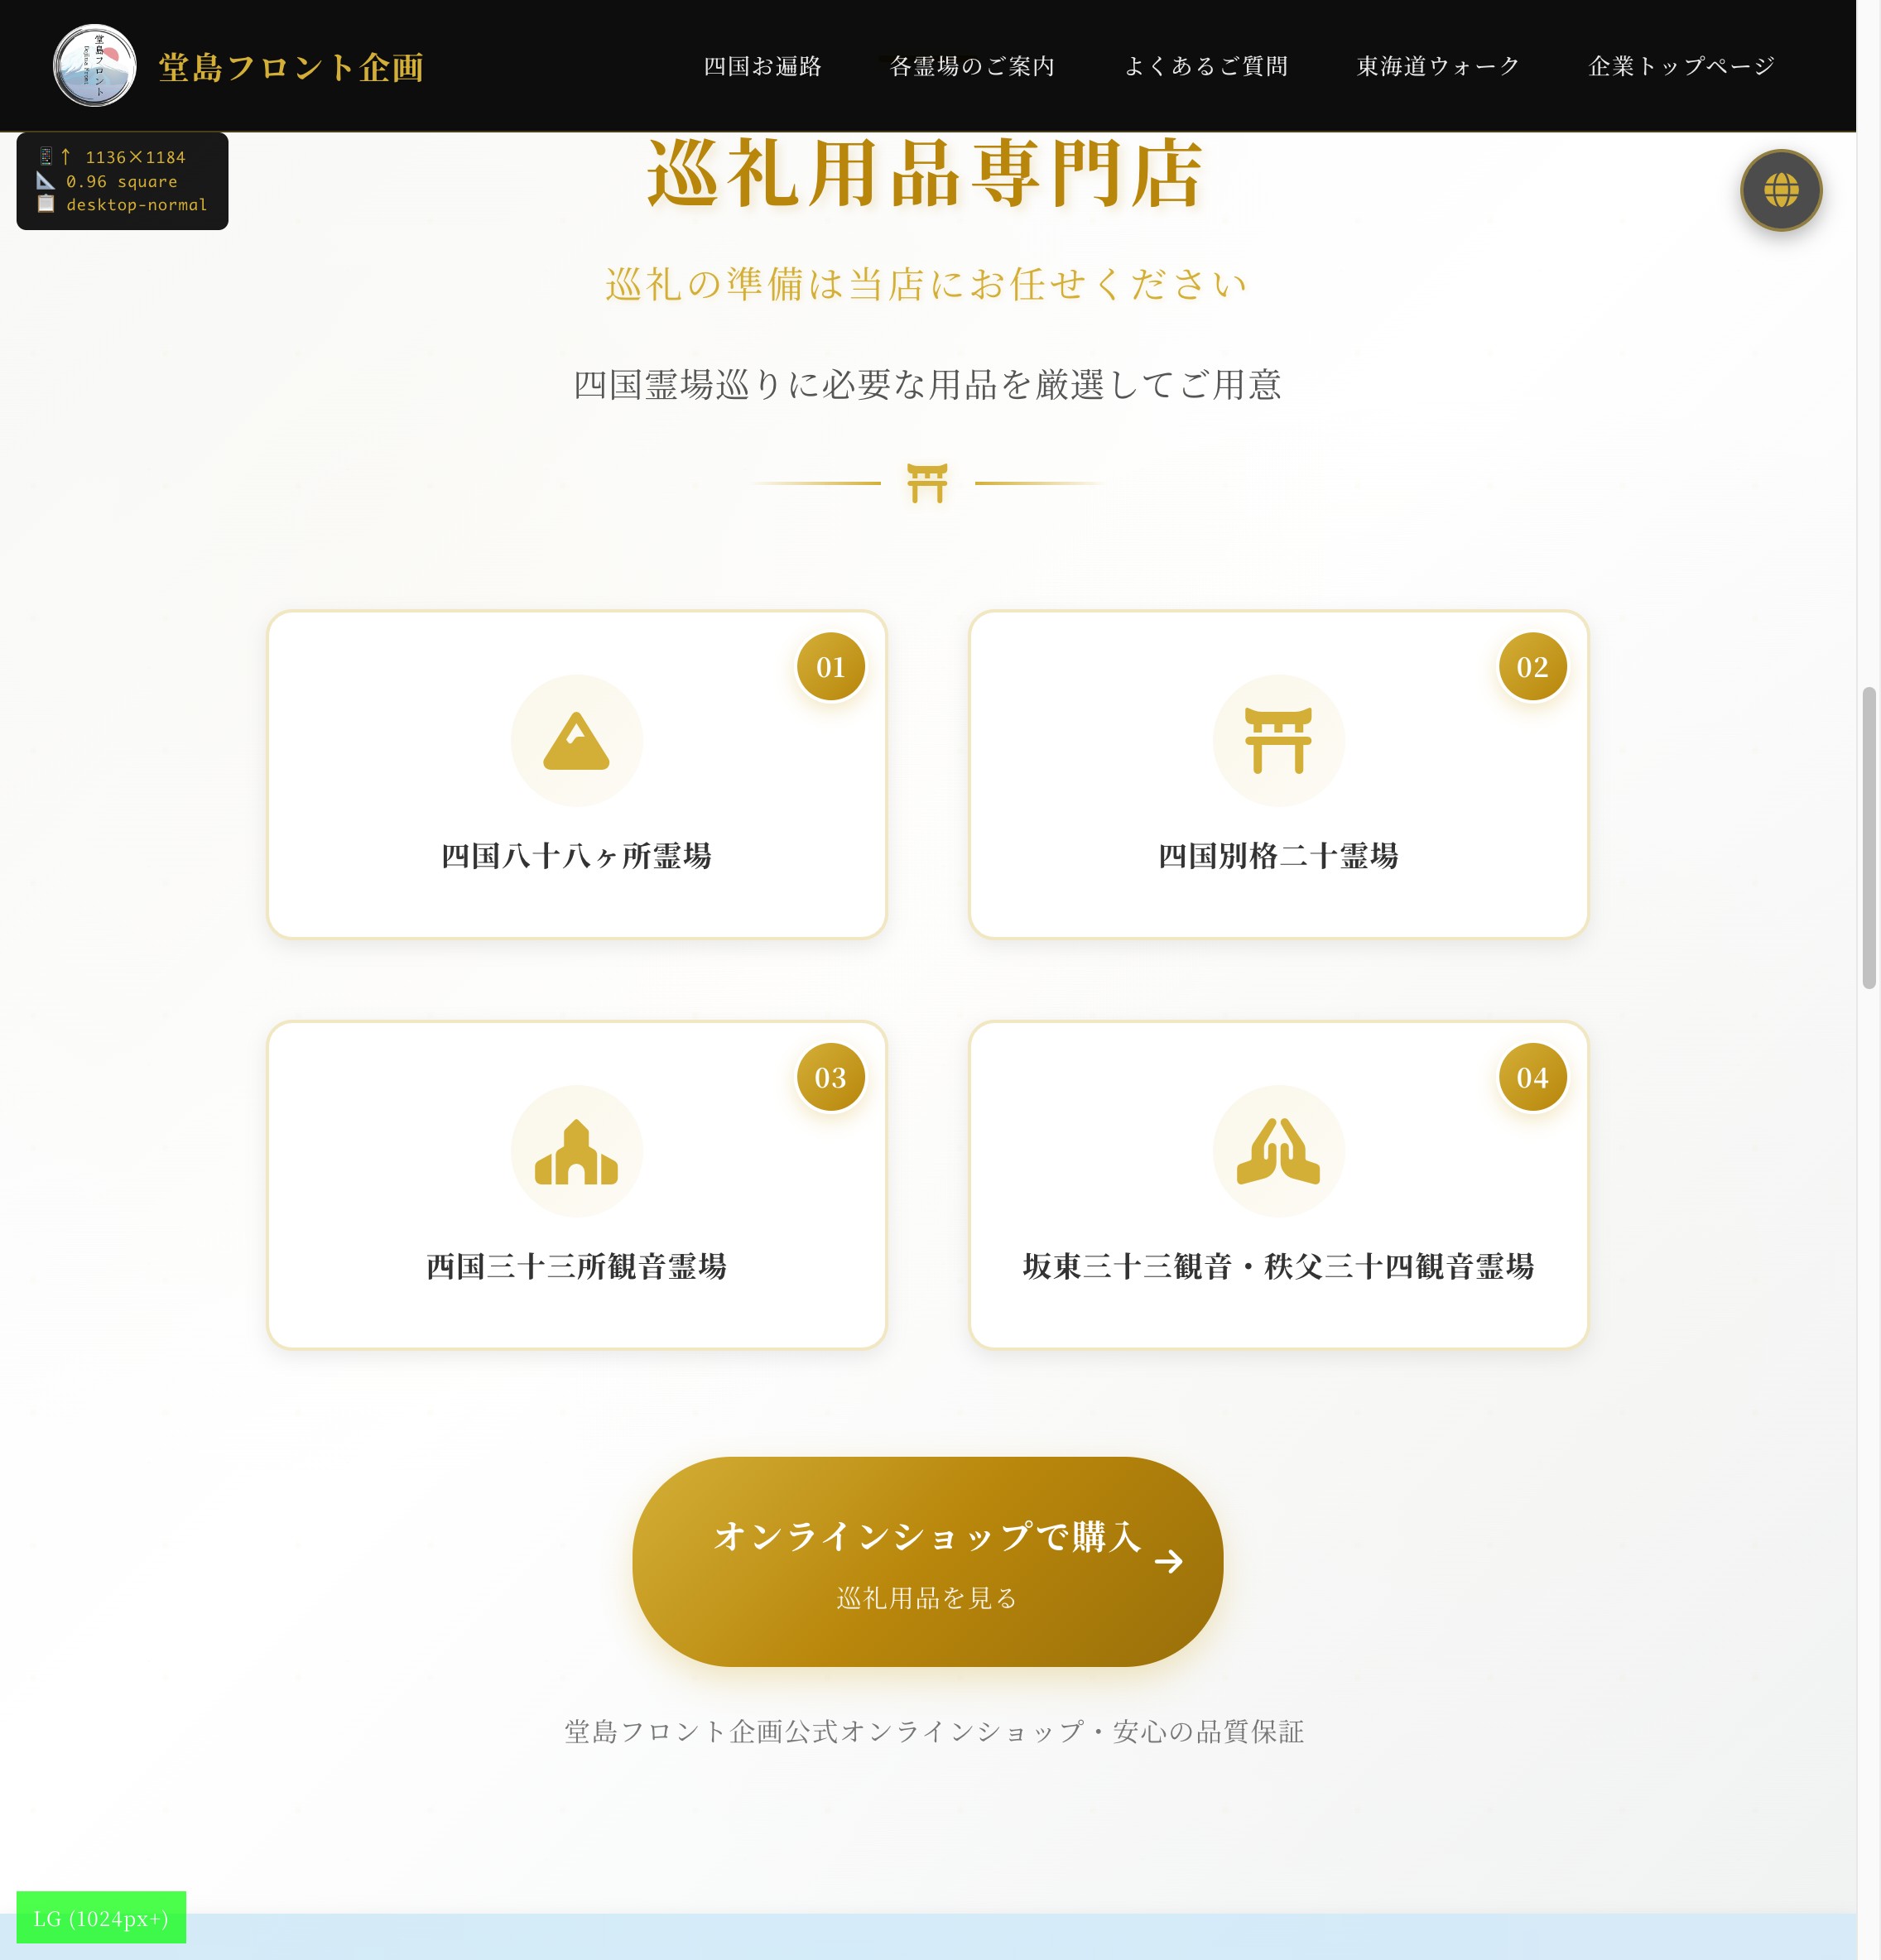 堂島フロント
堂島フロント企画
四国お遍路
各霊場のご案内
よくあるご質問
東海道ウォーク
企業トップページ
↑ 1136×1184
0.96 square
desktop-normal
巡礼用品専門店
巡礼の準備は当店にお任せください
四国霊場巡りに必要な用品を厳選してご用意
01
四国八十八ヶ所霊場
02
四国別格二十霊場
03
西国三十三所観音霊場
04
坂東三十三観音・秩父三十四観音霊場
オンラインショップで購入
巡礼用品を見る
堂島フロント企画公式オンラインショップ・安心の品質保証
LG (1024px+)